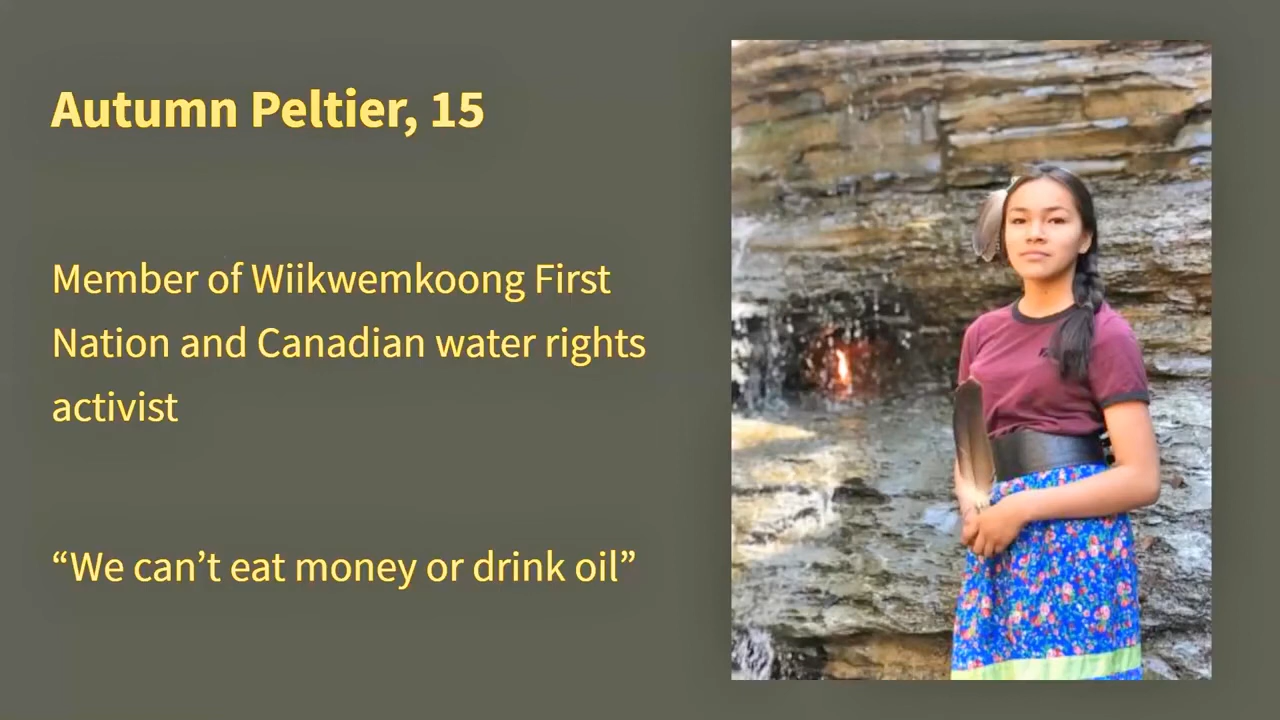 Autumn Peltier, 15
Member of Wiikwemkoong First
Nation and Canadian water rights
activist
“We can’t eat money or drink oil”